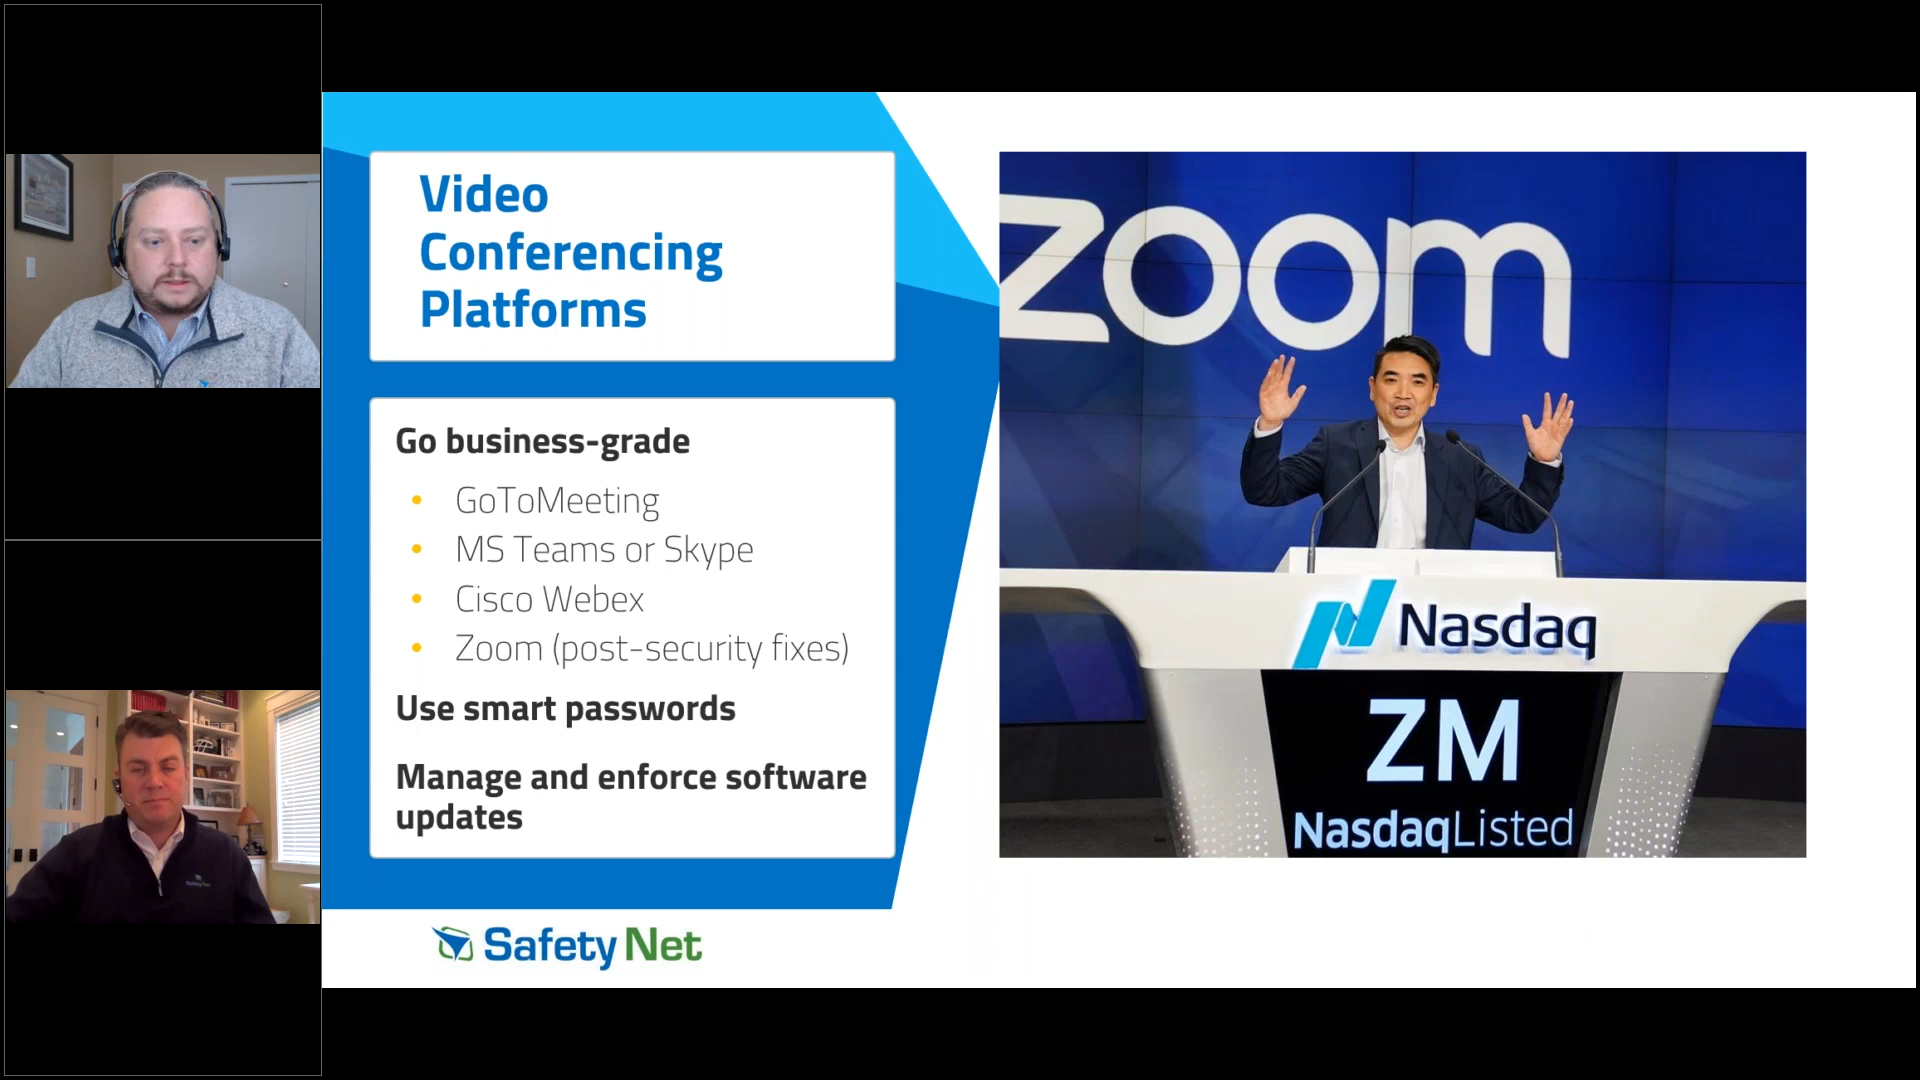 Video
Conferencing
Platforms
Go business-grade
• GoToMeeting
• MS Teams or Skype
• Cisco Webex
• Zoom (post-security fixes)
Use smart passwords
Manage and enforce software
updates
Safety Net
zoom
Nasdaq
ZM
NasdaqListed
SafetyNet